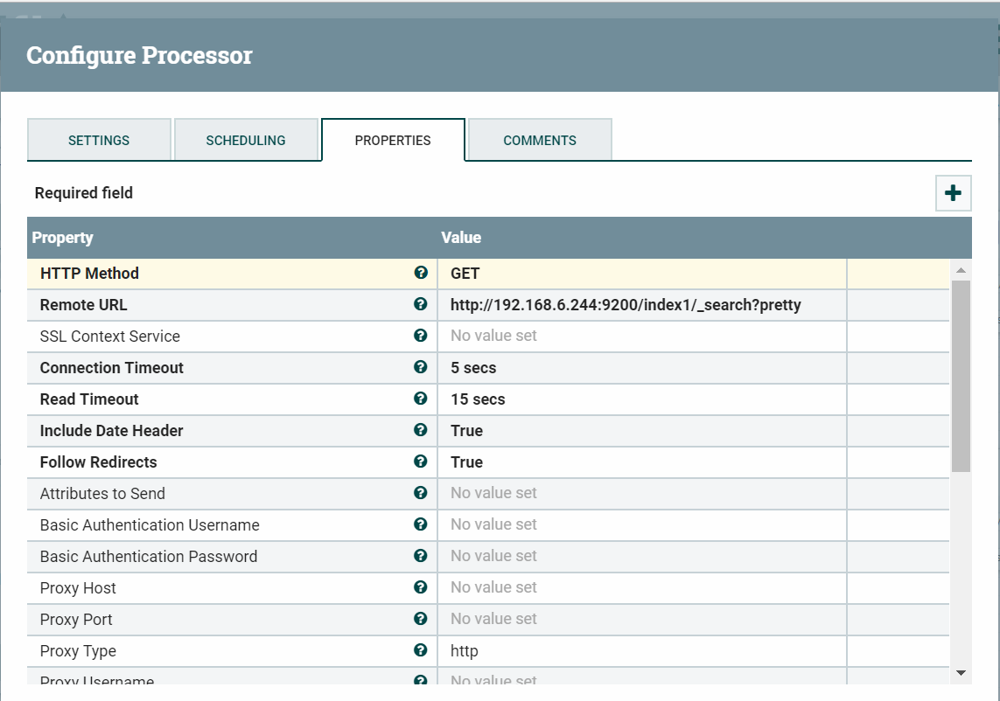 Configure Processor
SETTINGS SCHEDULING PROPERTIES COMMENTS
Required field
Property Value
HTTP Method GET
Remote URL http://192.168.6.244:9200/index1/_search?pretty
SSL Context Service No value set
Connection Timeout 5 secs
Read Timeout 15 secs
Include Date Header True
Follow Redirects True
Attributes to Send No value set
Basic Authentication Username No value set
Basic Authentication Password No value set
Proxy Host No value set
Proxy Port No value set
Proxy Type http
Proxy Username No value set